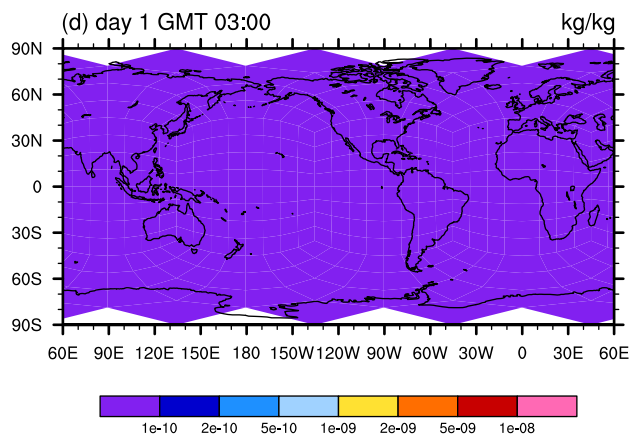 (d) day 1 GMT 03:00 kg/kg
90N
60N
30N
0
30S
60S
90S
60E 90E 120E 150E 180 150W 120W 90W 60W 30W 0 30E 60E
1e-10 2e-10 5e-10 1e-09 2e-09 5e-09 1e-08